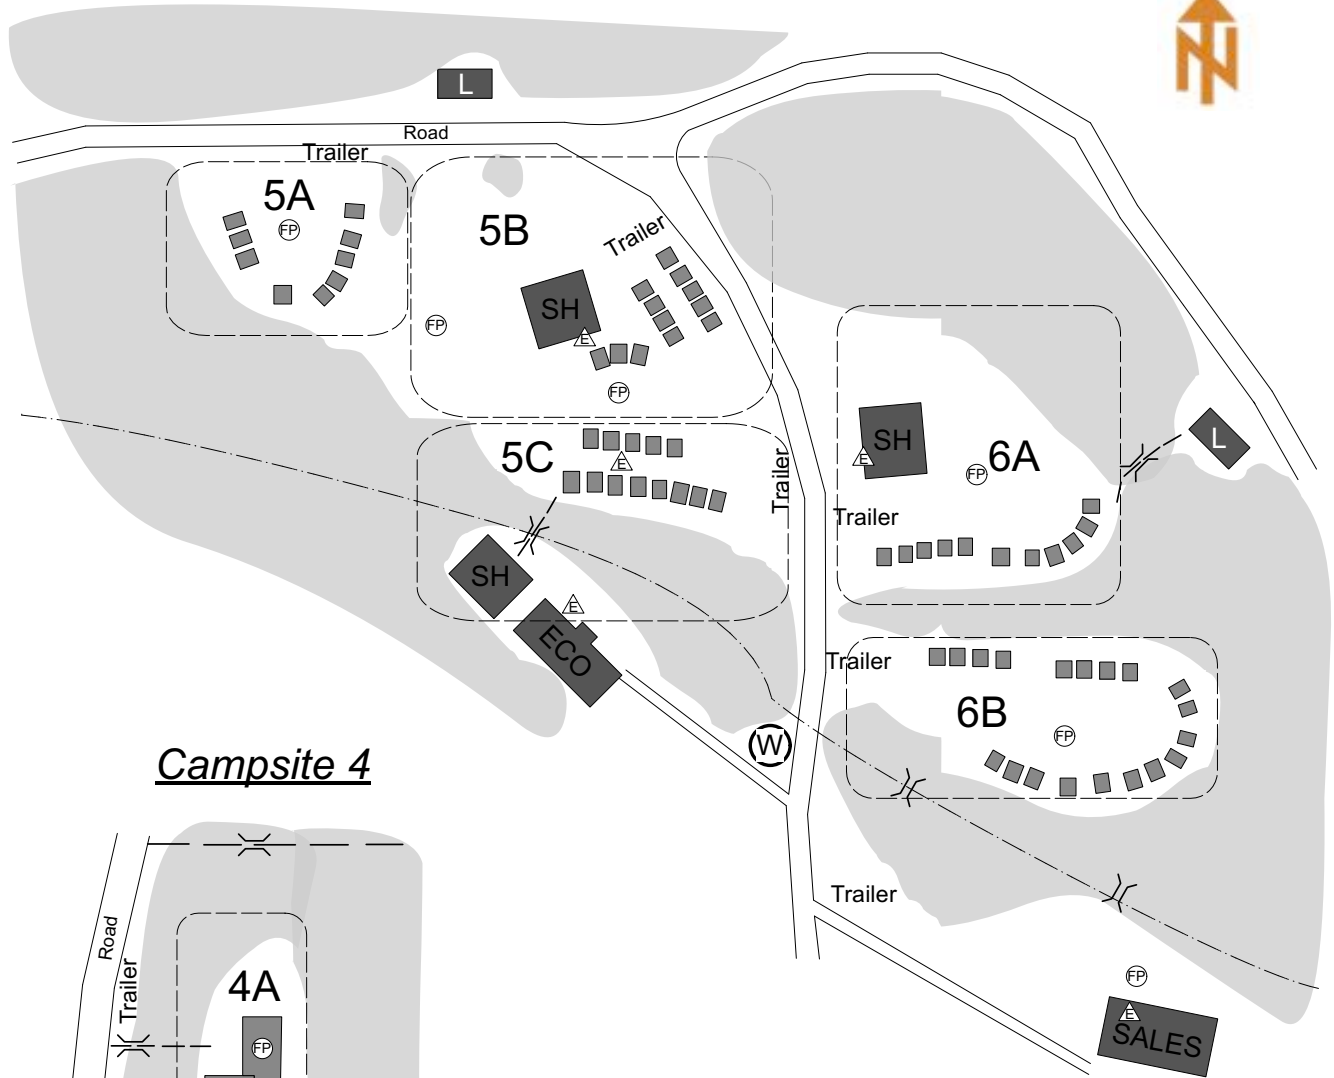 L
Road
Trailer
5A
FP
5B
Trailer
SH
FP
E
FP
5C
E
Trailer
SH
E
6A
FP
L
Trailer
SH
E
ECO
Trailer
6B
FP
W
Campsite 4
Trailer
Road
Trailer
4A
FP
FP
E
SALES
N